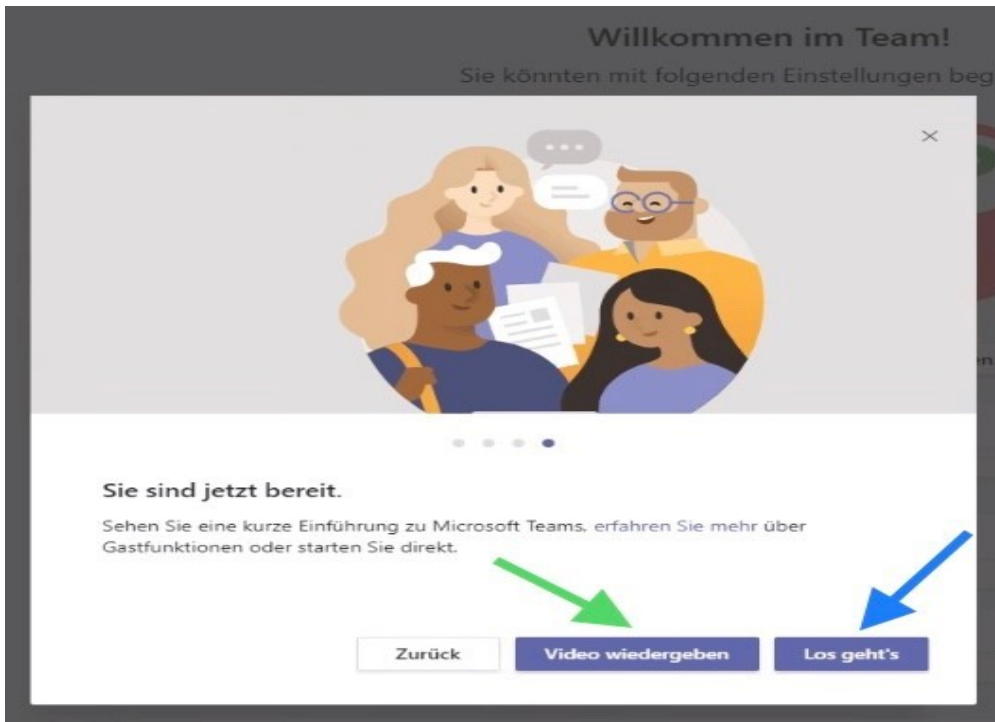 Willkommen im Team!
Sie könnten mit folgenden Einstellungen
Sie sind jetzt bereit.
Sehen Sie eine kurze Einführung zu Microsoft Teams, erfahren Sie mehr über
Gastfunktionen oder starten Sie direkt.
Zurück
Video wiedergeben
Los geht's